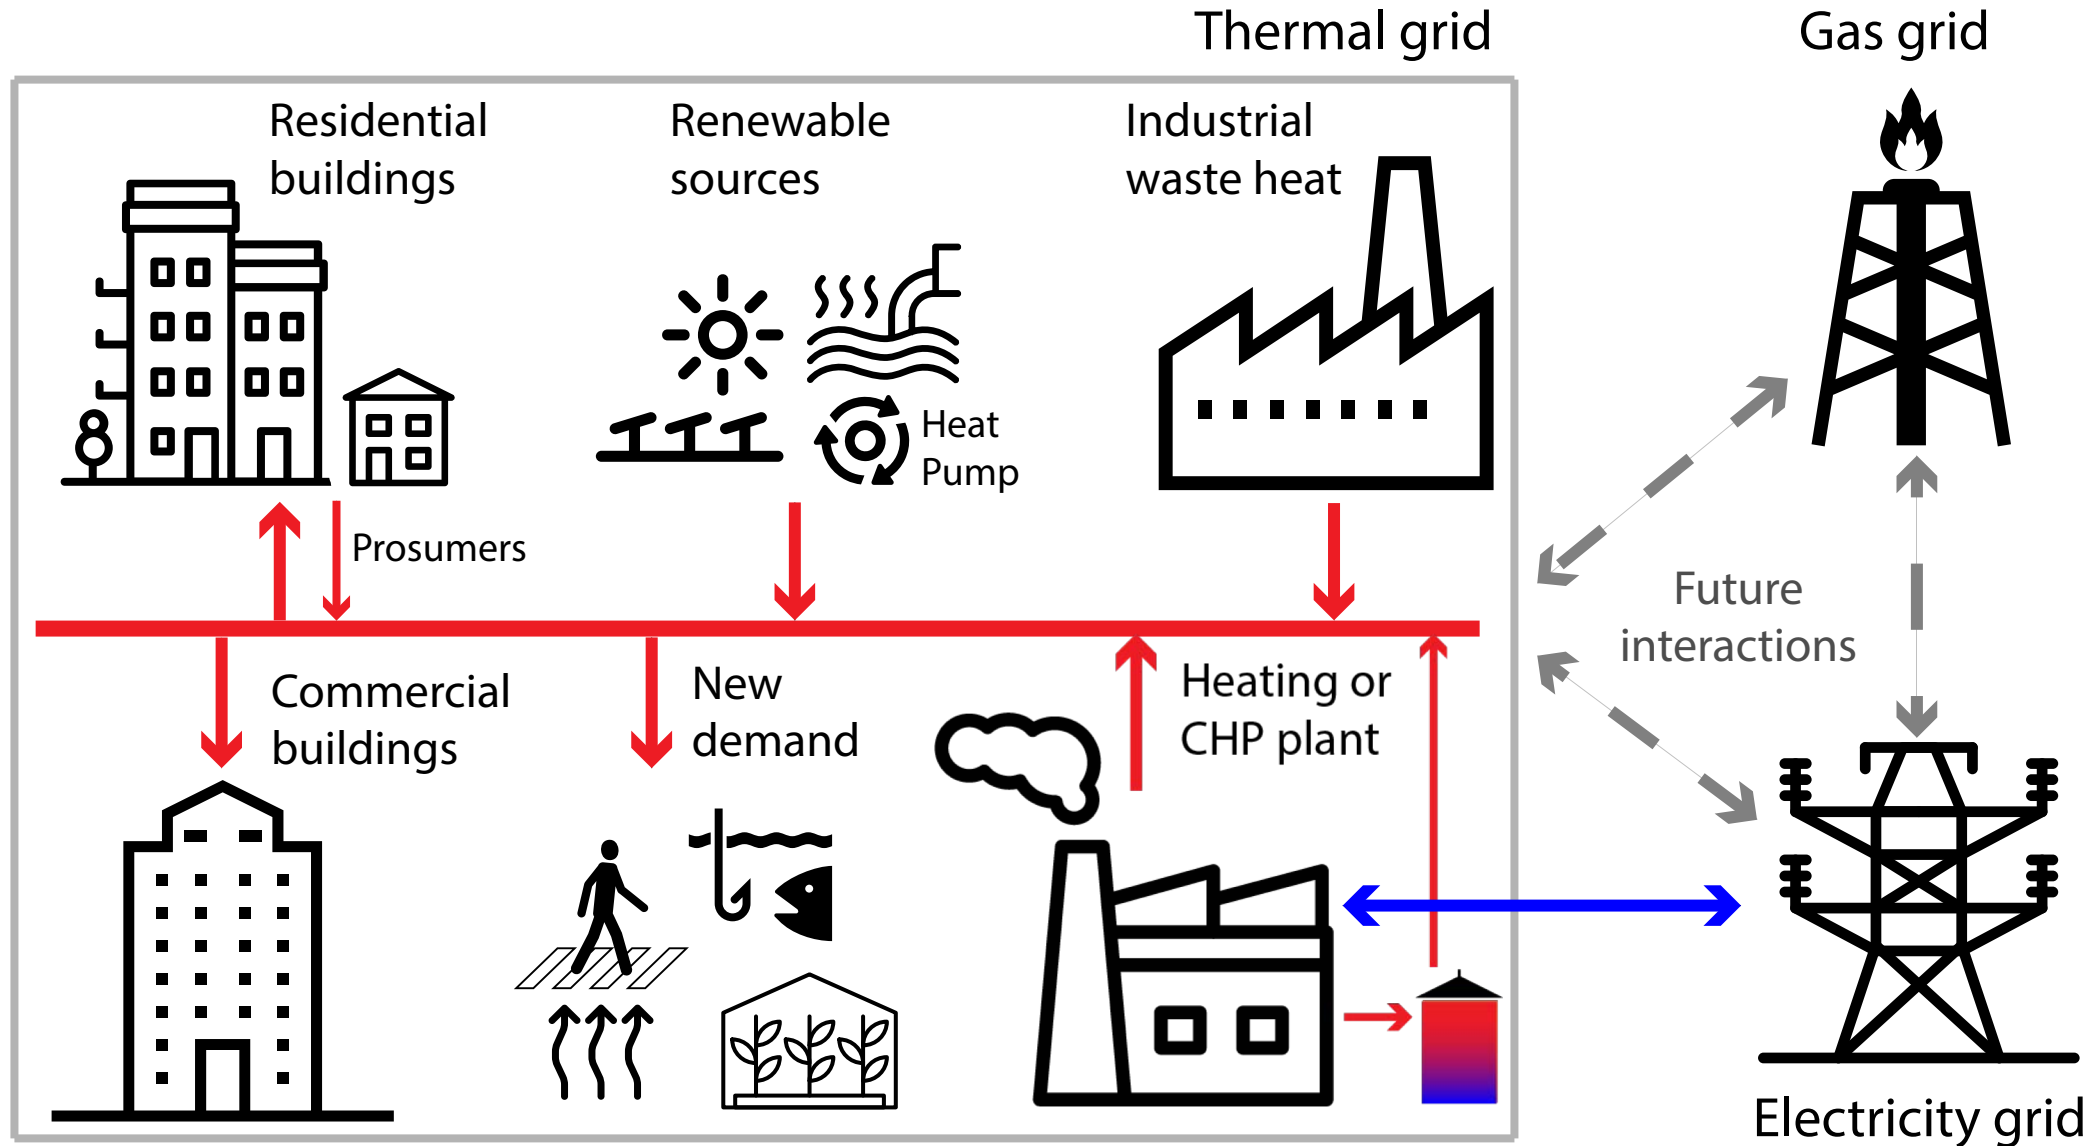 Thermal grid
Gas grid
Residential
buildings
Renewable
sources
Industrial
waste heat
Heat
Pump
Prosumers
Future
interactions
Commercial
buildings
New
demand
Heating or
CHP plant
Electricity grid